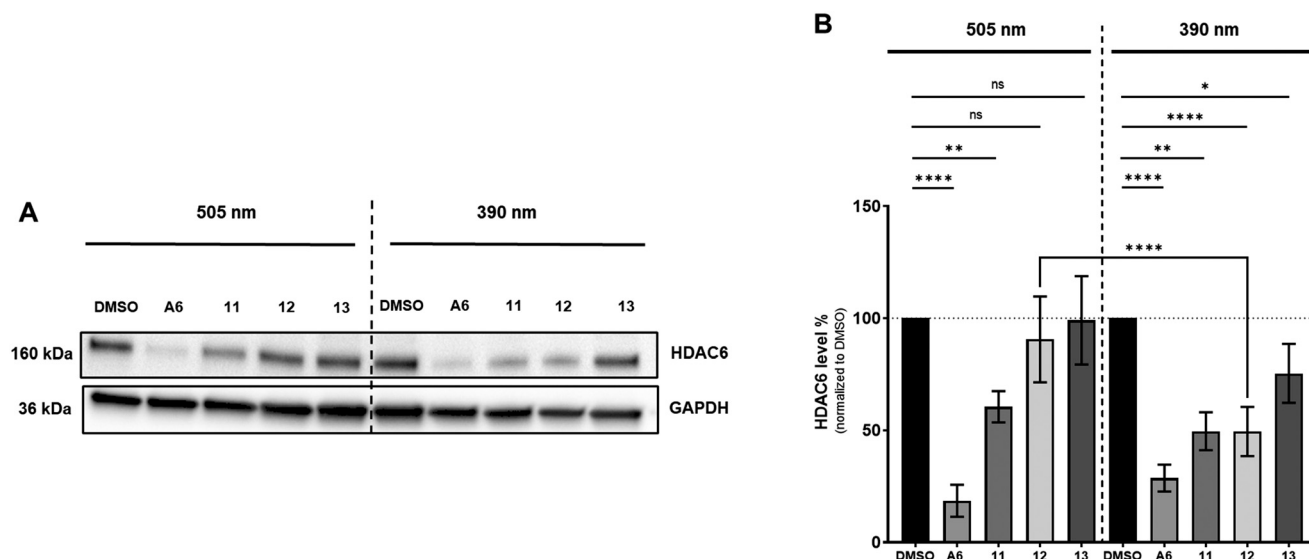 A
505 nm
390 nm
DMSO A6 11 12 13 DMSO A6 11 12 13
160 kDa HDAC6
36 kDa GAPDH
B
505 nm
390 nm
ns
*
ns
****
**
**
****
****
****
HDAC6 level %
(normalized to DMSO)
150
100
50
0
DMSO A6 11 12 13 DMSO A6 11 12 13